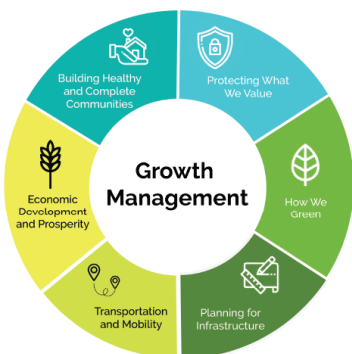 Building Healthy
and Complete
Communities
Protecting What
We Value
How We
Green
Planning for
Infrastructure
Transportation
and Mobility
Economic
Development
and Prosperity
Growth
Management